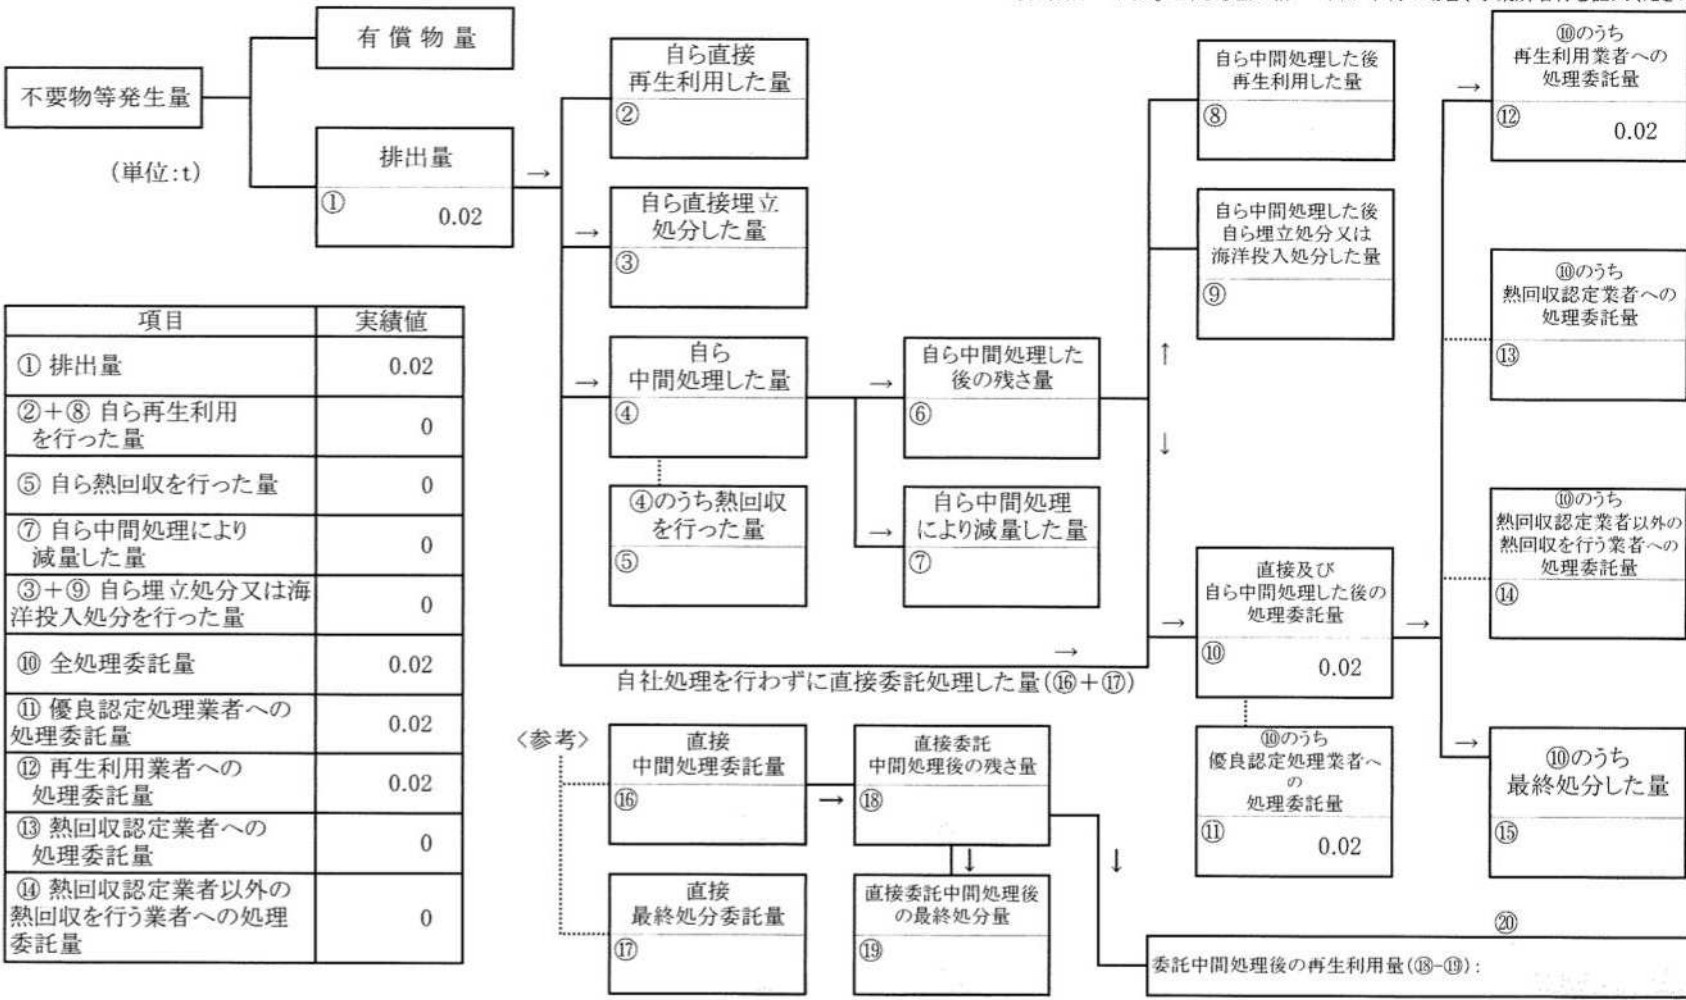 有償物量
不要物等発生量
(単位:t)
排出量
①
0.02
→
自ら直接
再生利用した量
②
→
自ら直接埋立
処分した量
③
→
自ら
中間処理した量
④
④のうち熱回収
を行った量
⑤
→
自ら中間処理した
後の残さ量
⑥
→
自ら中間処理
により減量した量
⑦
自ら中間処理した後
再生利用した量
⑧
自ら中間処理した後
自ら埋立処分又は
海洋投入処分した量
⑨
↑
↓
→
自社処理を行わずに直接委託処理した量(⑯+⑰)
→
直接及び
自ら中間処理した後の
処理委託量
⑩
0.02
⑩のうち
優良認定処理業者へ
の
処理委託量
⑪
0.02
→
→
⑩のうち
再生利用業者への
処理委託量
⑫
0.02
⑩のうち
熱回収認定業者への
処理委託量
⑬
⑩のうち
熱回収認定業者以外の
熱回収を行う業者への
処理委託量
⑭
→
⑩のうち
最終処分した量
⑮
<参考>
直接
中間処理委託量
⑯
→
直接委託
中間処理後の残さ量
⑱
↓
直接
最終処分委託量
⑰
直接委託中間処理後
の最終処分量
⑲
↓
⑳
委託中間処理後の再生利用量(⑱-⑲):
項目 実績値
① 排出量 0.02
②+⑧ 自ら再生利用
を行った量 0
⑤ 自ら熱回収を行った量 0
⑦ 自ら中間処理により
減量した量 0
③+⑨ 自ら埋立処分又は海
洋投入処分を行った量 0
⑩ 全処理委託量 0.02
⑪ 優良認定処理業者への
処理委託量 0.02
⑫ 再生利用業者への
処理委託量 0.02
⑬ 熱回収認定業者への
処理委託量 0
⑭ 熱回収認定業者以外の
熱回収を行う業者への処理
委託量 0